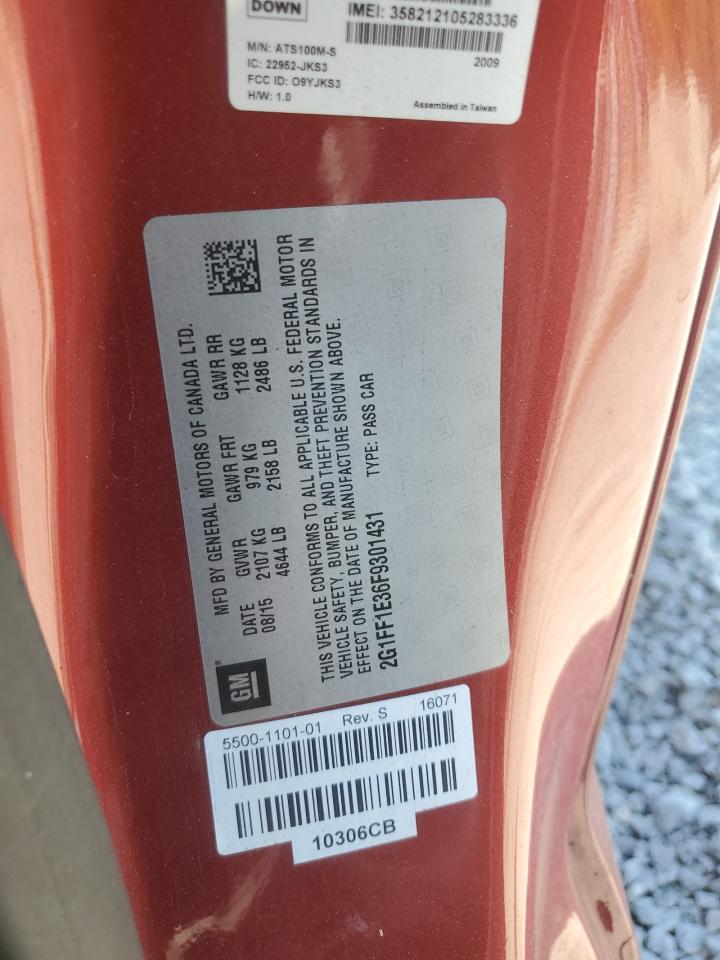 DOWN
IMEI: 358212105283336
M/N: ATS100M-S
2009
IC: 22952-JKS3
FCC ID: O9YJKS3
H/W: 1.0
Assembled in Taiwan
MFD BY GENERAL MOTORS OF CANADA LTD.
DATE GVWR GAWR FRT GAWR RR
08/15 2107 KG 979 KG 1128 KG
4644 LB 2158 LB 2486 LB
THIS VEHICLE CONFORMS TO ALL APPLICABLE U.S. FEDERAL MOTOR
VEHICLE SAFETY, BUMPER, AND THEFT PREVENTION STANDARDS IN
EFFECT ON THE DATE OF MANUFACTURE SHOWN ABOVE.
2G1FF1E36F9301431 TYPE: PASS CAR
GM®
5500-1101-01 Rev. S 16071
10306CB